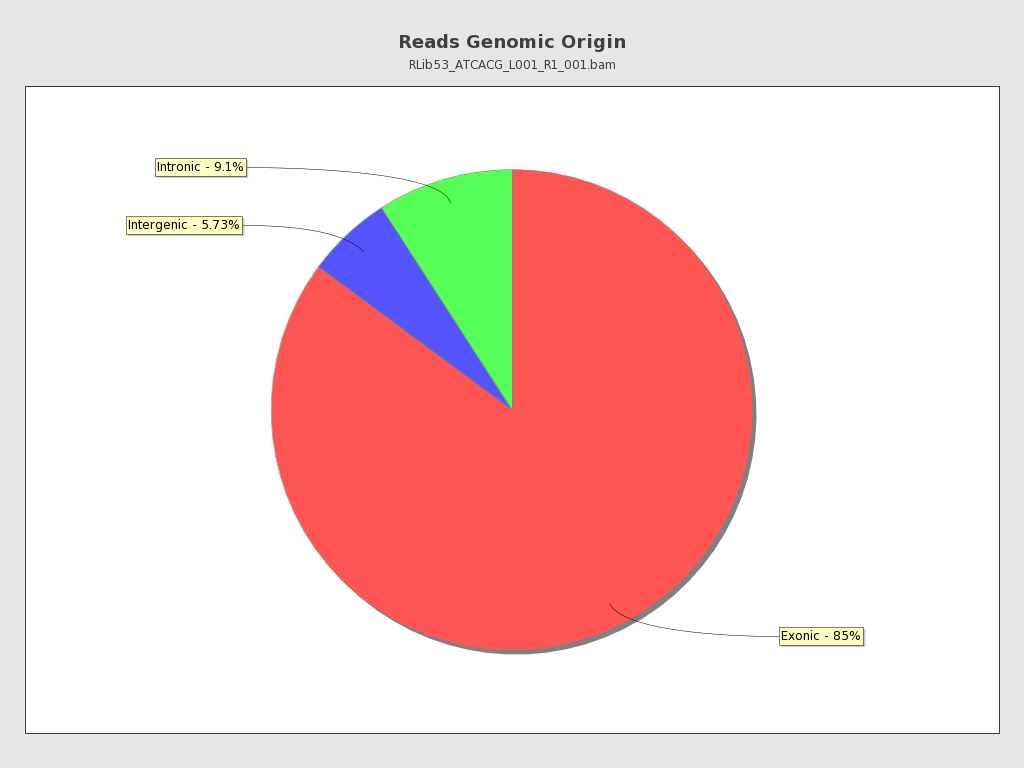 Reads Genomic Origin
RLib53_ATCACG_L001_R1_001.bam
Intronic - 9.1%
Intergenic - 5.73%
Exonic - 85%